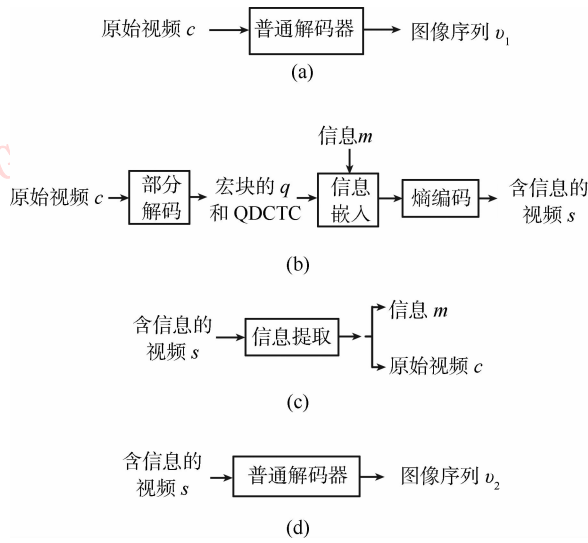 原始视频 c 普通解码器 图像序列 υ1
(a)
信息m
原始视频 c 部分解码 宏块的 q 和 QDCTC 信息嵌入 熵编码 含信息的视频 s
(b)
含信息的视频 s 信息提取 信息 m
原始视频 c
(c)
含信息的视频 s 普通解码器 图像序列 υ2
(d)